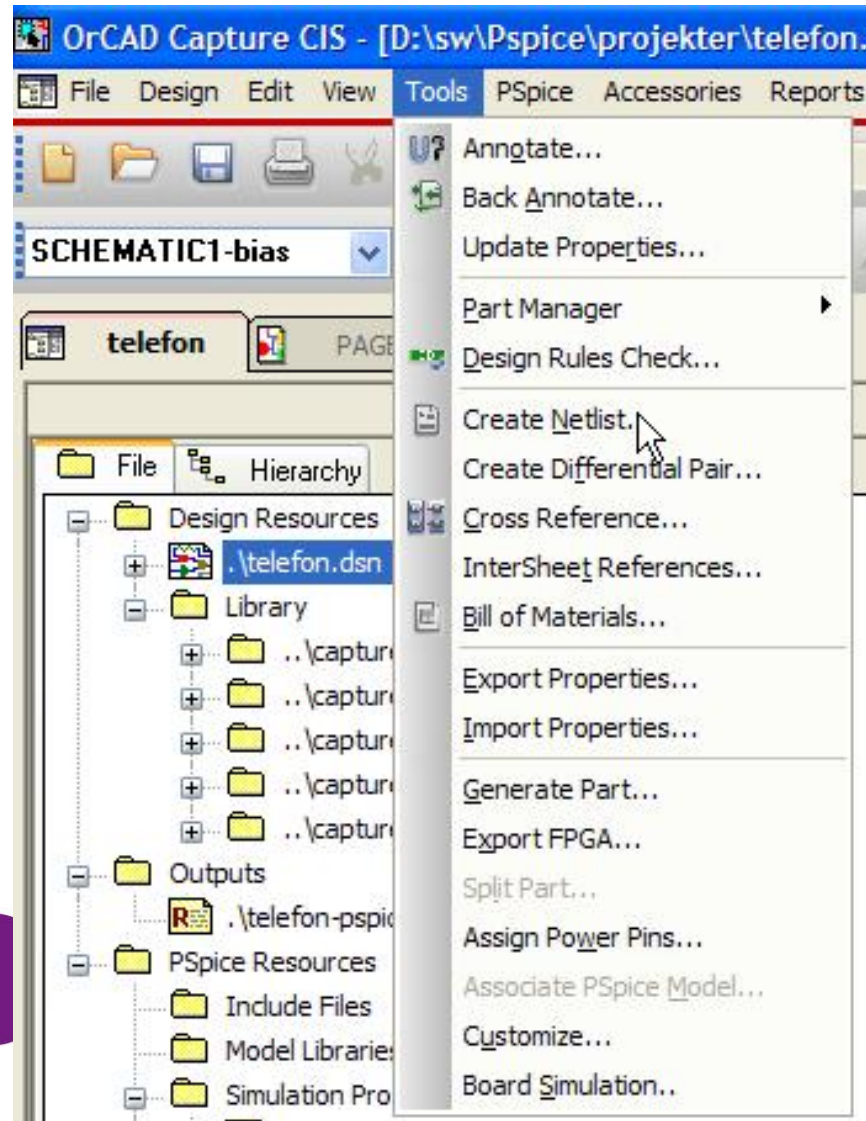 OrCAD Capture CIS - [D:\sw\Pspice\projekter\telefon.
File Design Edit View Tools PSpice Accessories Reports
U? Annotate...
Back Annotate...
SCHEMATIC1-bias
Update Properties...
Part Manager
telefon PAGE
Design Rules Check...
Create Netlist.
File Hierarchy
Create Differential Pair...
Design Resources
Cross Reference...
.\telefon.dsn
InterSheet References...
Library
Bill of Materials...
..\capture
..\capture
Export Properties...
..\capture
Import Properties...
..\capture
Generate Part...
..\capture
Export FPGA...
Outputs
Split Part...
R .\telefon-pspic
Assign Power Pins...
PSpice Resources
Associate PSpice Model...
Include Files
Customize...
Model Libraries
Board Simulation..
Simulation Pro